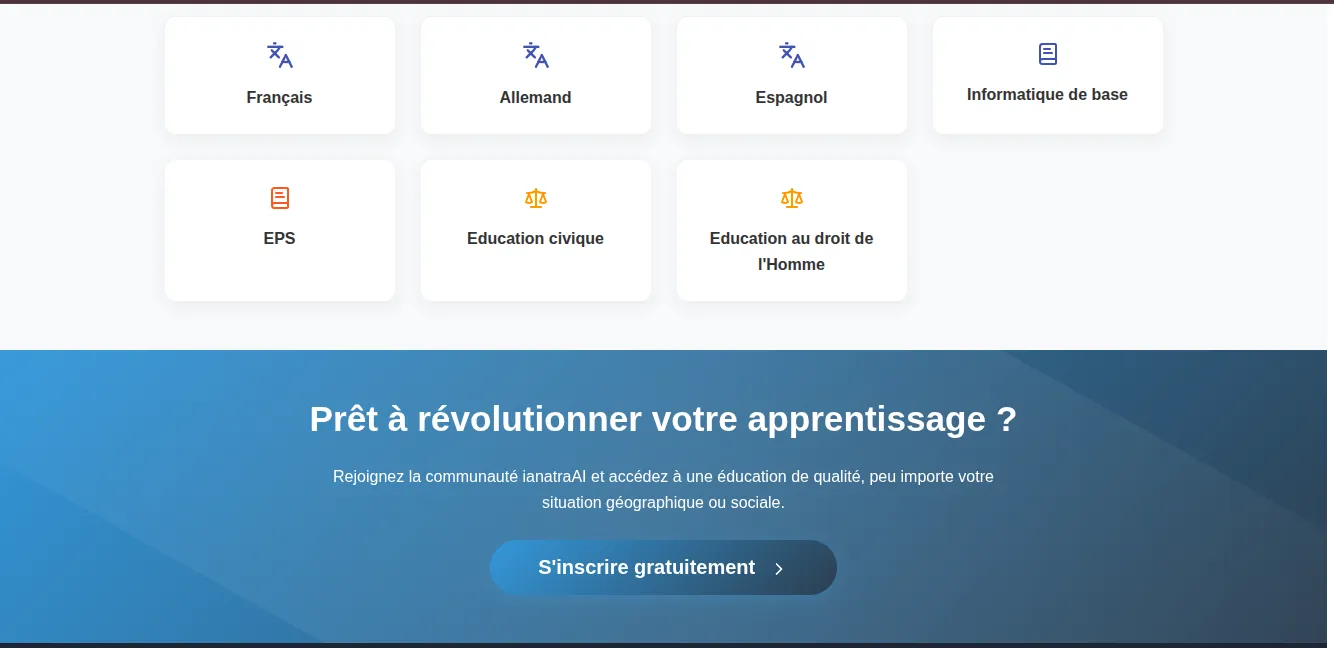 Français
Allemand
Espagnol
Informatique de base
EPS
Education civique
Education au droit de
l'Homme
Prêt à révolutionner votre apprentissage ?
Rejoignez la communauté ianatraAI et accédez à une éducation de qualité, peu importe votre
situation géographique ou sociale.
S'inscrire gratuitement